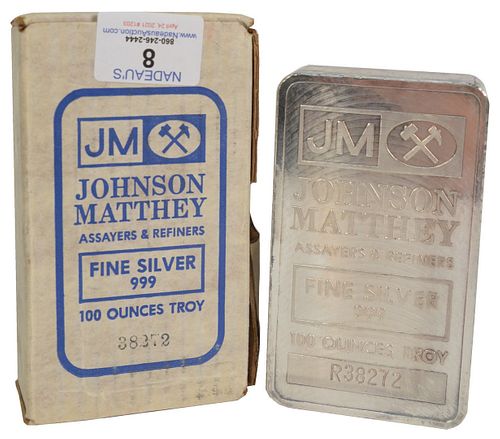 April 24, 2021 #1203
www.NadeausAuction.com
860-246-2444
8
NADEAU'S
JM
JOHNSON
MATTHEY
ASSAYERS & REFINERS
FINE SILVER
999
100 OUNCES TROY
38272
JM
JOHNSON
MATTHEY
ASSAYERS & REFINERS
FINE SILVER
999
100 OUNCES TROY
R38272